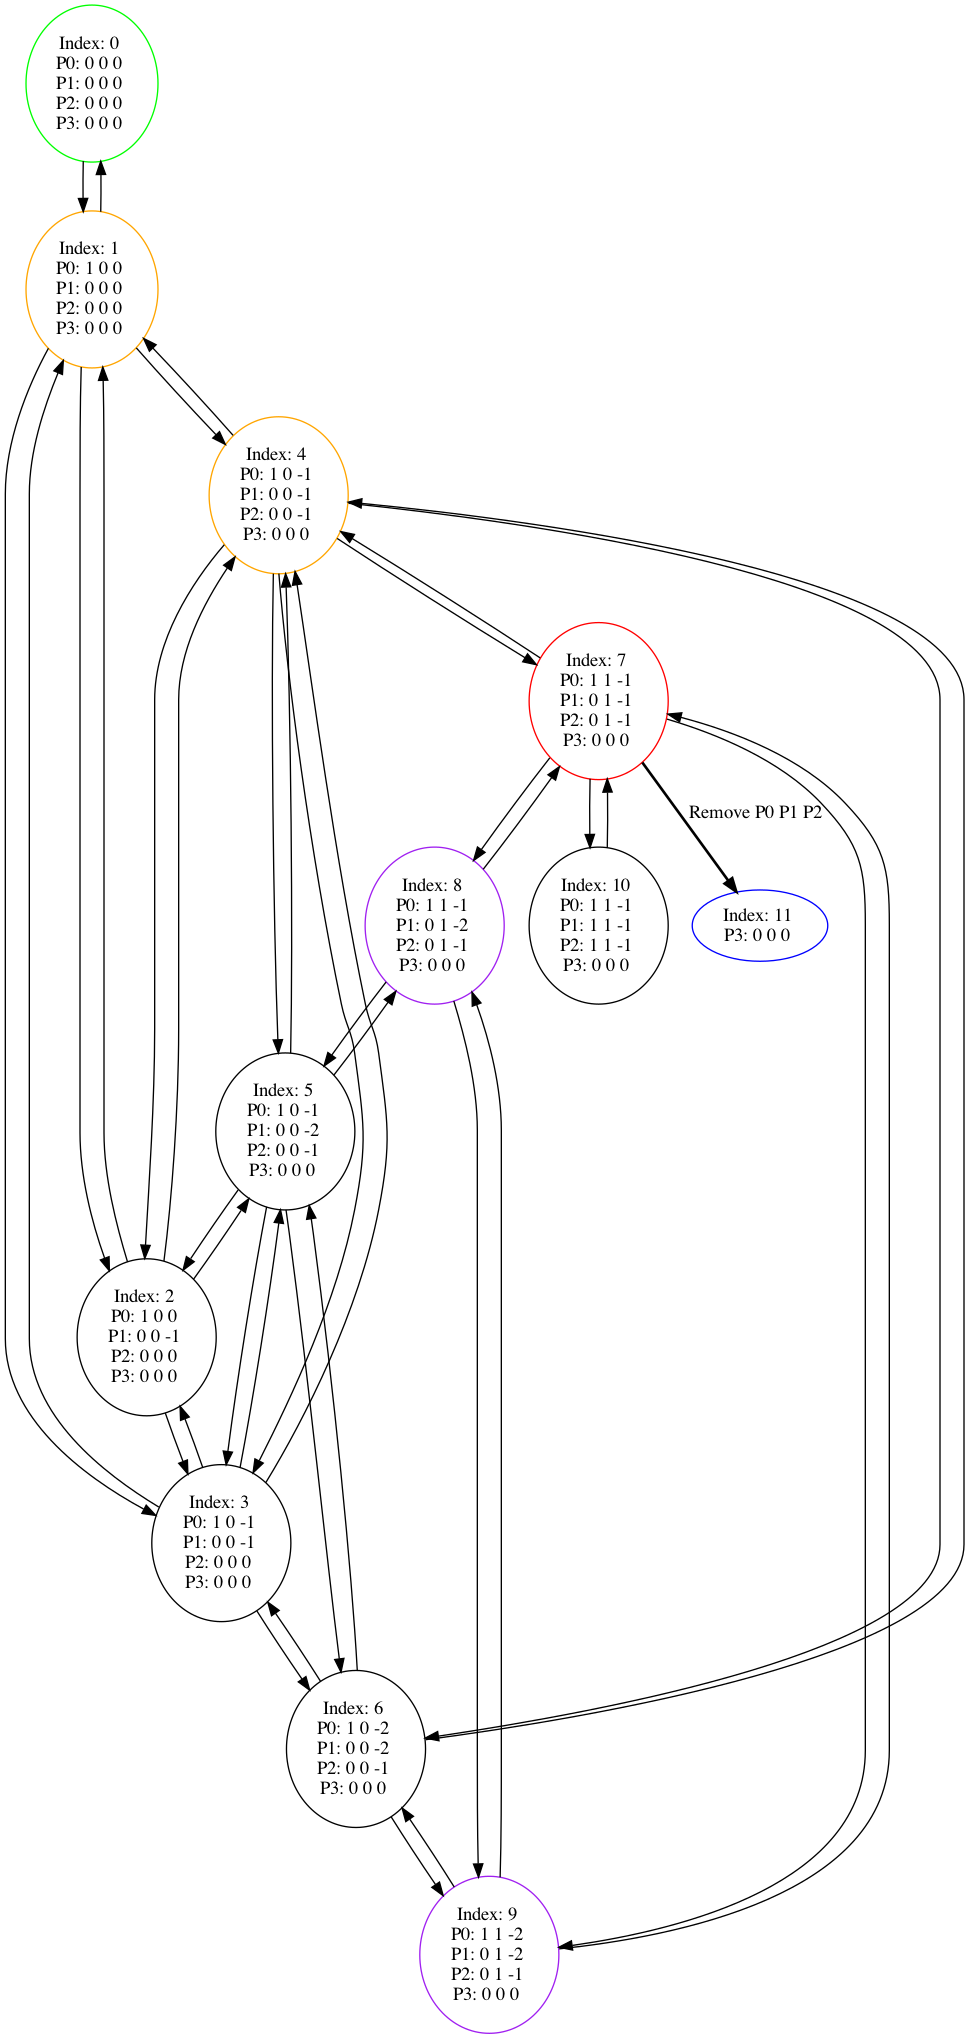 Index: 0
P0: 0 0 0
P1: 0 0 0
P2: 0 0 0
P3: 0 0 0
Index: 1
P0: 1 0 0
P1: 0 0 0
P2: 0 0 0
P3: 0 0 0
Index: 4
P0: 1 0 -1
P1: 0 0 -1
P2: 0 0 -1
P3: 0 0 0
Index: 7
P0: 1 1 -1
P1: 0 1 -1
P2: 0 1 -1
P3: 0 0 0
Remove P0 P1 P2
Index: 8
P0: 1 1 -1
P1: 0 1 -2
P2: 0 1 -1
P3: 0 0 0
Index: 10
P0: 1 1 -1
P1: 1 1 -1
P2: 1 1 -1
P3: 0 0 0
Index: 11
P3: 0 0 0
Index: 5
P0: 1 0 -1
P1: 0 0 -2
P2: 0 0 -1
P3: 0 0 0
Index: 2
P0: 1 0 0
P1: 0 0 -1
P2: 0 0 0
P3: 0 0 0
Index: 3
P0: 1 0 -1
P1: 0 0 -1
P2: 0 0 0
P3: 0 0 0
Index: 6
P0: 1 0 -2
P1: 0 0 -2
P2: 0 0 -1
P3: 0 0 0
Index: 9
P0: 1 1 -2
P1: 0 1 -2
P2: 0 1 -1
P3: 0 0 0